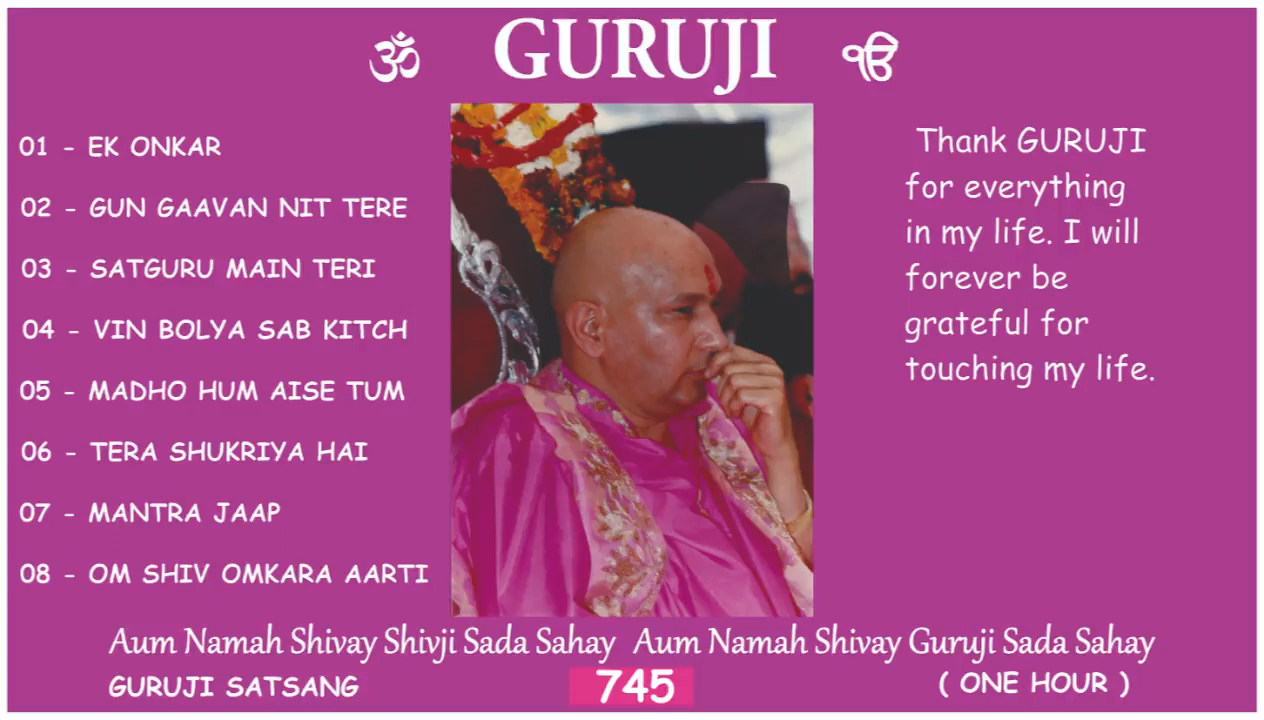 ॐ GURUJI ੴ
01 - EK ONKAR
02 - GUN GAAVAN NIT TERE
03 - SATGURU MAIN TERI
04 - VIN BOLYA SAB KITCH
05 - MADHO HUM AISE TUM
06 - TERA SHUKRIYA HAI
07 - MANTRA JAAP
08 - OM SHIV OMKARA AARTI
Thank GURUJI
for everything
in my life. I will
forever be
grateful for
touching my life.
Aum Namah Shivay Shivji Sada Sahay Aum Namah Shivay Guruji Sada Sahay
GURUJI SATSANG 745 ( ONE HOUR )